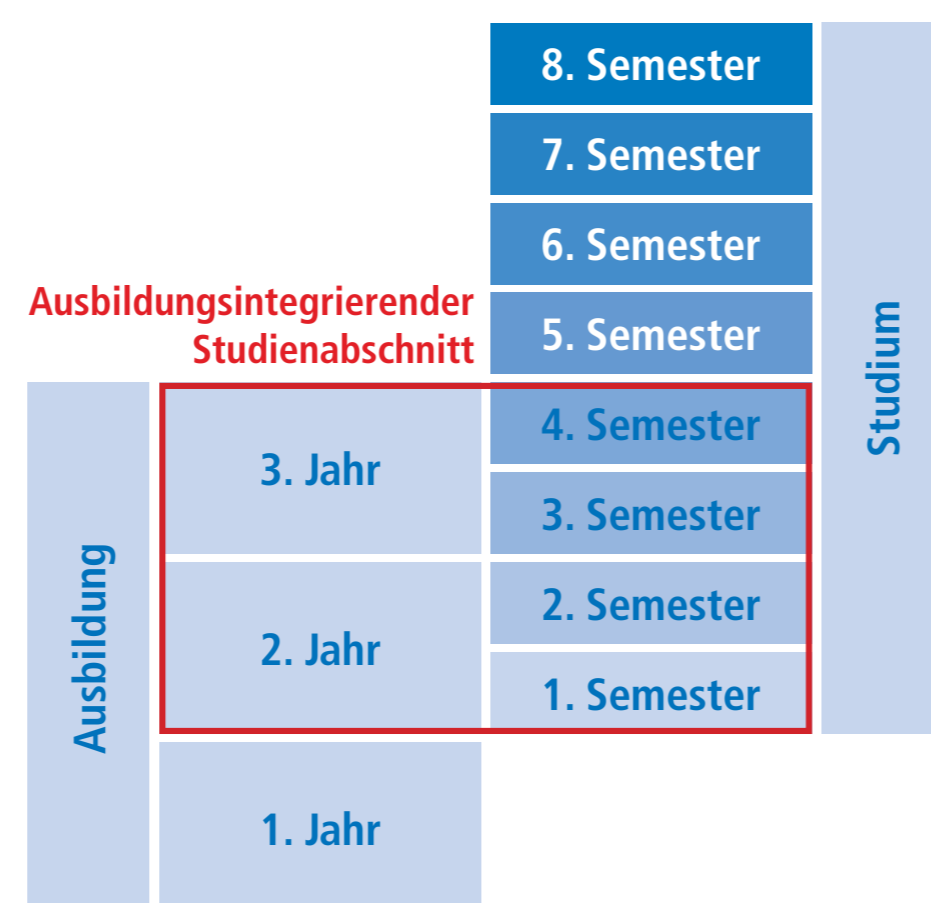 8. Semester
7. Semester
6. Semester
5. Semester
Ausbildungsintegrierender
Studienabschnitt
Studium
4. Semester
3. Jahr
3. Semester
Ausbildung
2. Semester
2. Jahr
1. Semester
1. Jahr